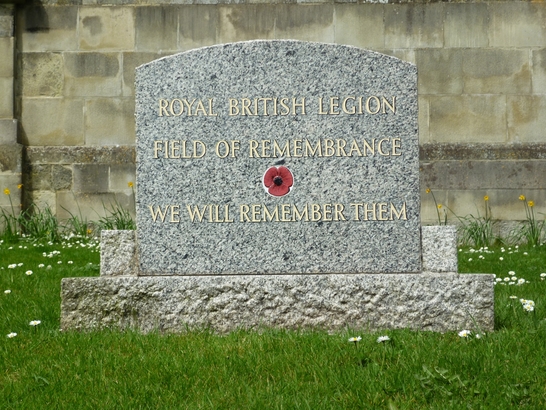 ROYAL BRITISH LEGION
FIELD OF REMEMBRANCE
WE WILL REMEMBER THEM